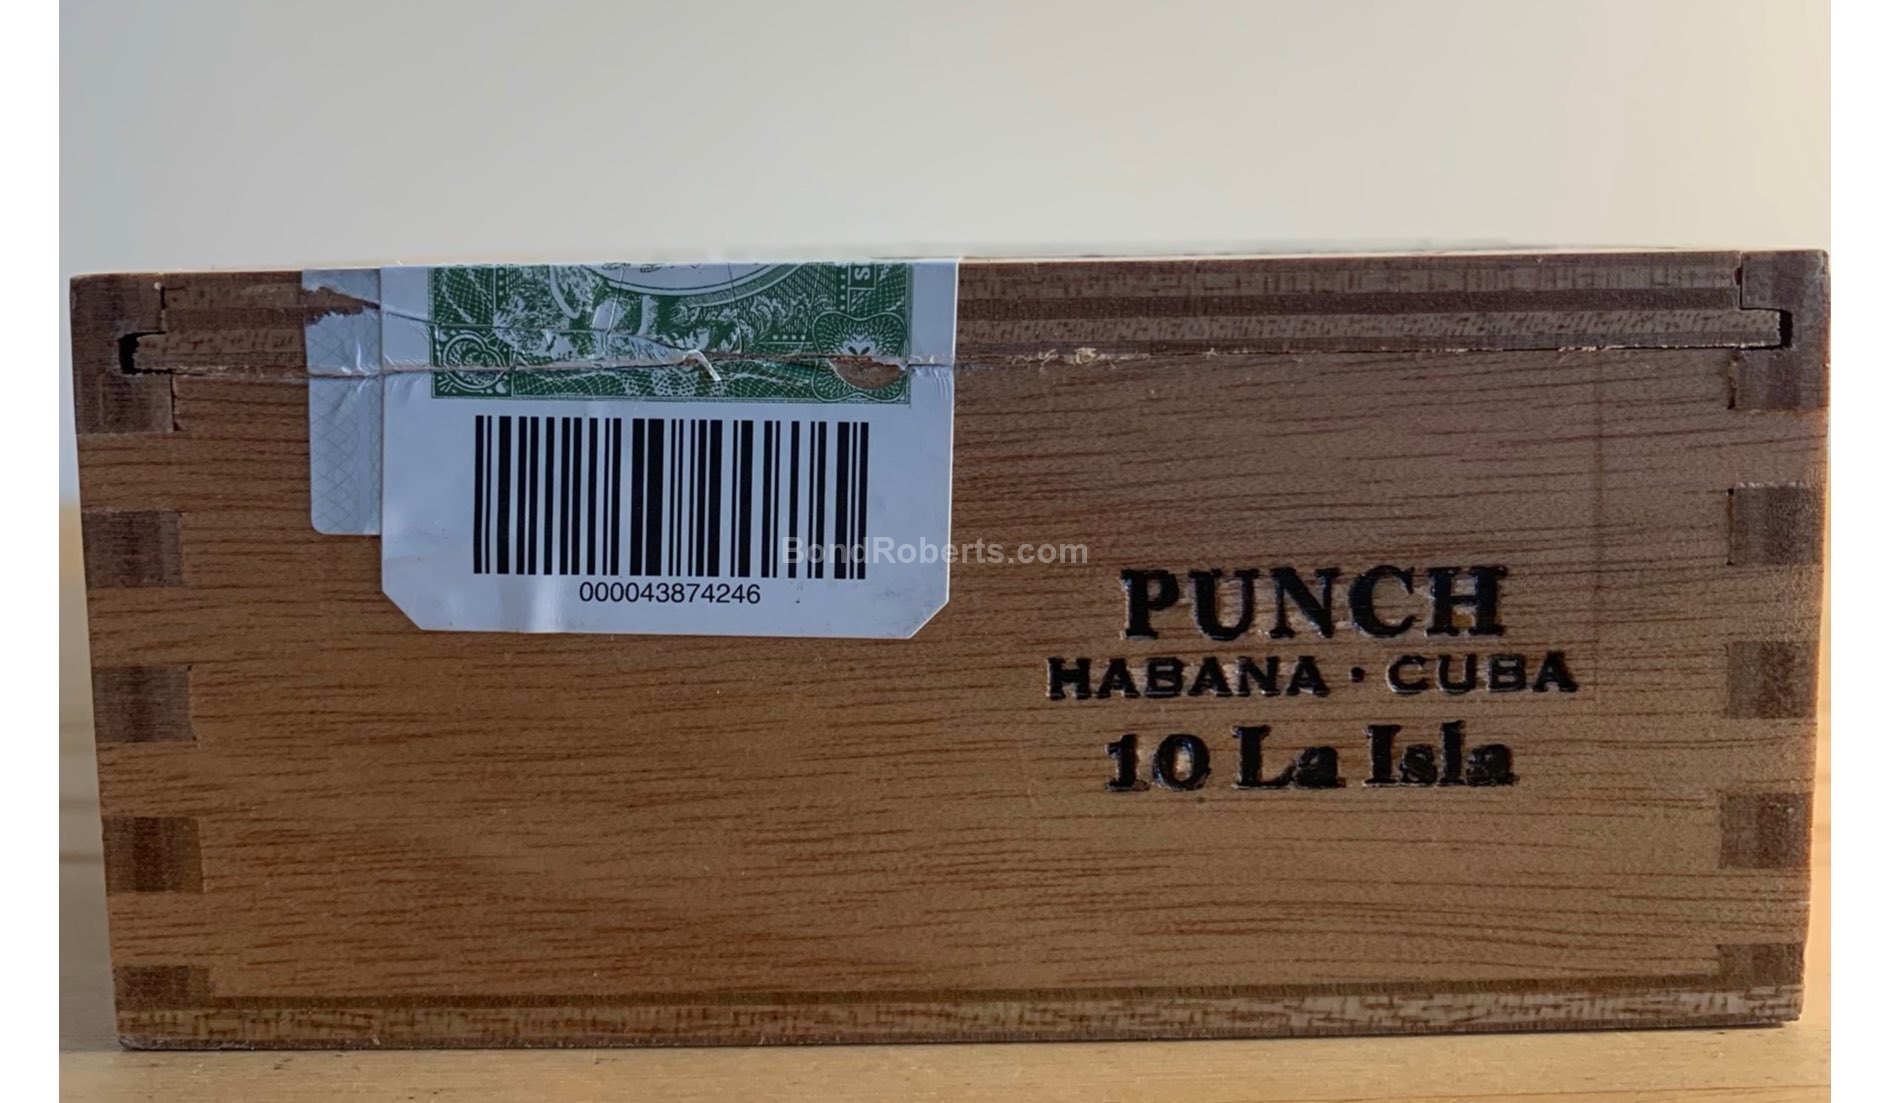 000043874246
BondRoberts.com
PUNCH
HABANA · CUBA
10 La Isla